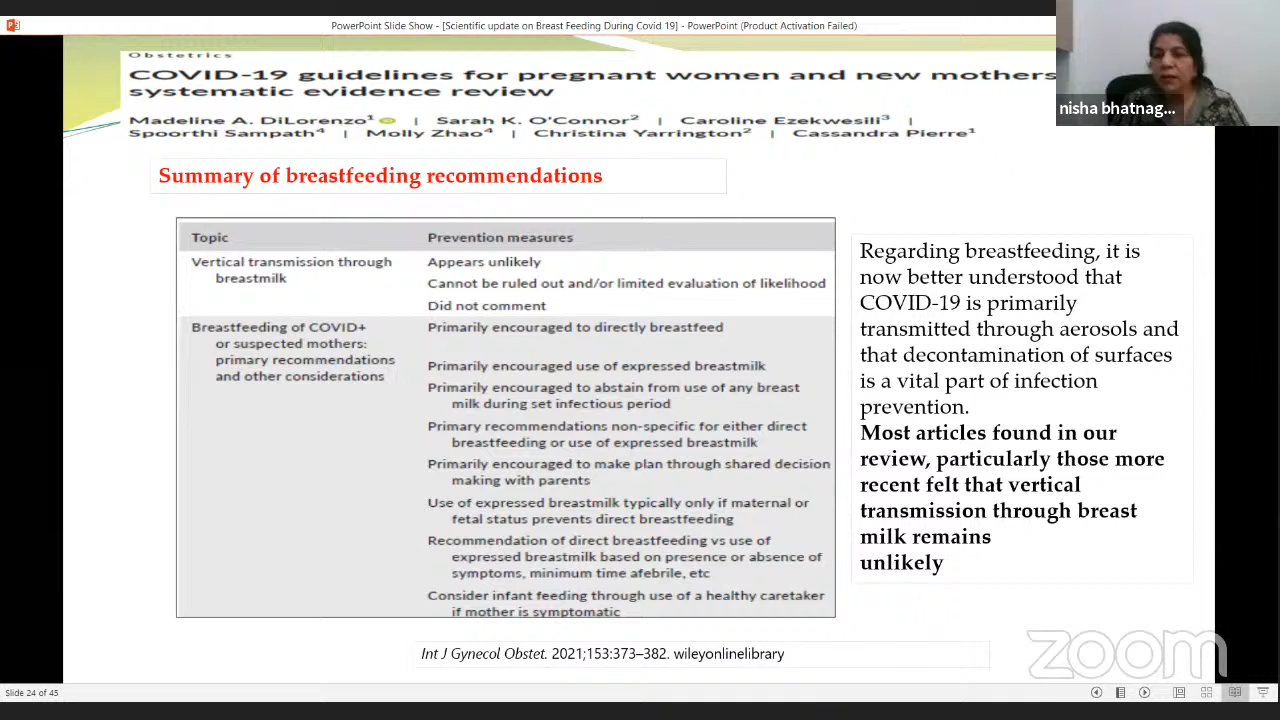 PowerPoint Slide Show - [Scientific update on Breast Feeding During Covid 19] - PowerPoint (Product Activation Failed)
nisha bhatnag...
Obstetrics
COVID-19 guidelines for pregnant women and new mothers
systematic evidence review
Madeline A. DiLorenzo¹ | Sarah K. O'Connor² | Caroline Ezekwesili³ |
Spoorthi Sampath⁴ | Molly Zhao⁴ | Christina Yarrington² | Cassandra Pierre¹
Summary of breastfeeding recommendations
Topic Prevention measures
Vertical transmission through
breastmilk
Appears unlikely
Cannot be ruled out and/or limited evaluation of likelihood
Did not comment
Breastfeeding of COVID+
or suspected mothers:
primary recommendations
and other considerations
Primarily encouraged to directly breastfeed
Primarily encouraged use of expressed breastmilk
Primarily encouraged to abstain from use of any breast
milk during set infectious period
Primary recommendations non-specific for either direct
breastfeeding or use of expressed breastmilk
Primarily encouraged to make plan through shared decision
making with parents
Use of expressed breastmilk typically only if maternal or
fetal status prevents direct breastfeeding
Recommendation of direct breastfeeding vs use of
expressed breastmilk based on presence or absence of
symptoms, minimum time afebrile, etc
Consider infant feeding through use of a healthy caretaker
if mother is symptomatic
Regarding breastfeeding, it is
now better understood that
COVID-19 is primarily
transmitted through aerosols and
that decontamination of surfaces
is a vital part of infection
prevention.
Most articles found in our
review, particularly those more
recent felt that vertical
transmission through breast
milk remains
unlikely
Int J Gynecol Obstet. 2021;153:373–382. wileyonlinelibrary
zoom
Slide 24 of 45